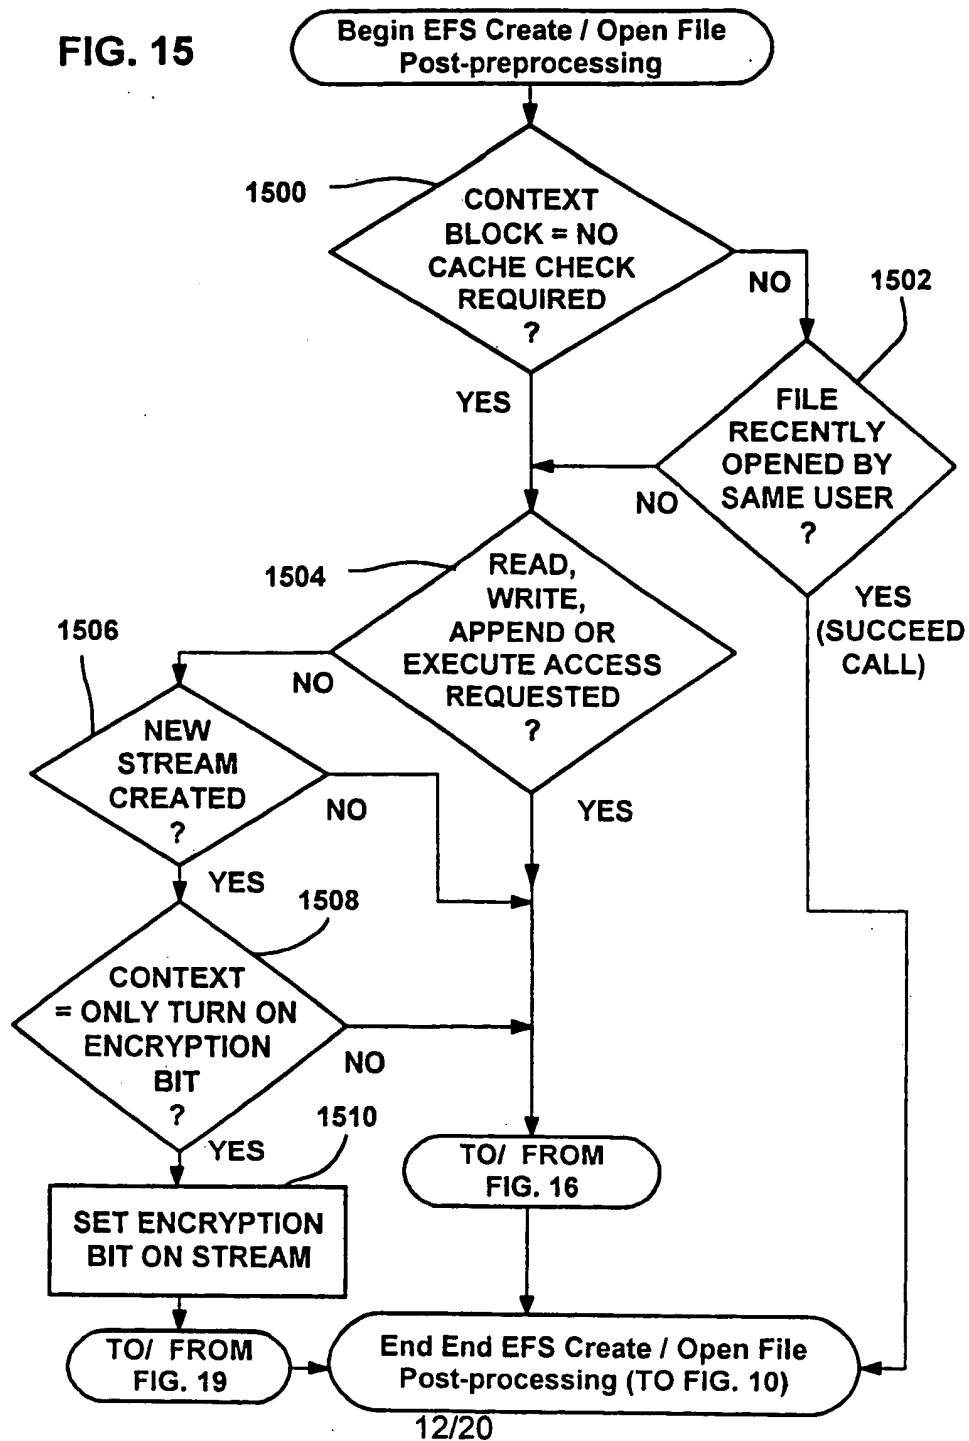 FIG. 15
Begin EFS Create / Open File
Post-preprocessing
1500
CONTEXT
BLOCK = NO
CACHE CHECK
REQUIRED
?
NO
1502
YES
FILE
RECENTLY
OPENED BY
SAME USER
?
NO
YES
(SUCCEED
CALL)
1504
READ,
WRITE,
APPEND OR
EXECUTE ACCESS
REQUESTED
?
NO
YES
1506
NEW
STREAM
CREATED
?
NO
YES
1508
CONTEXT
= ONLY TURN ON
ENCRYPTION
BIT
?
NO
YES
1510
SET ENCRYPTION
BIT ON STREAM
TO/ FROM
FIG. 16
TO/ FROM
FIG. 19
End End EFS Create / Open File
Post-processing (TO FIG. 10)
12/20